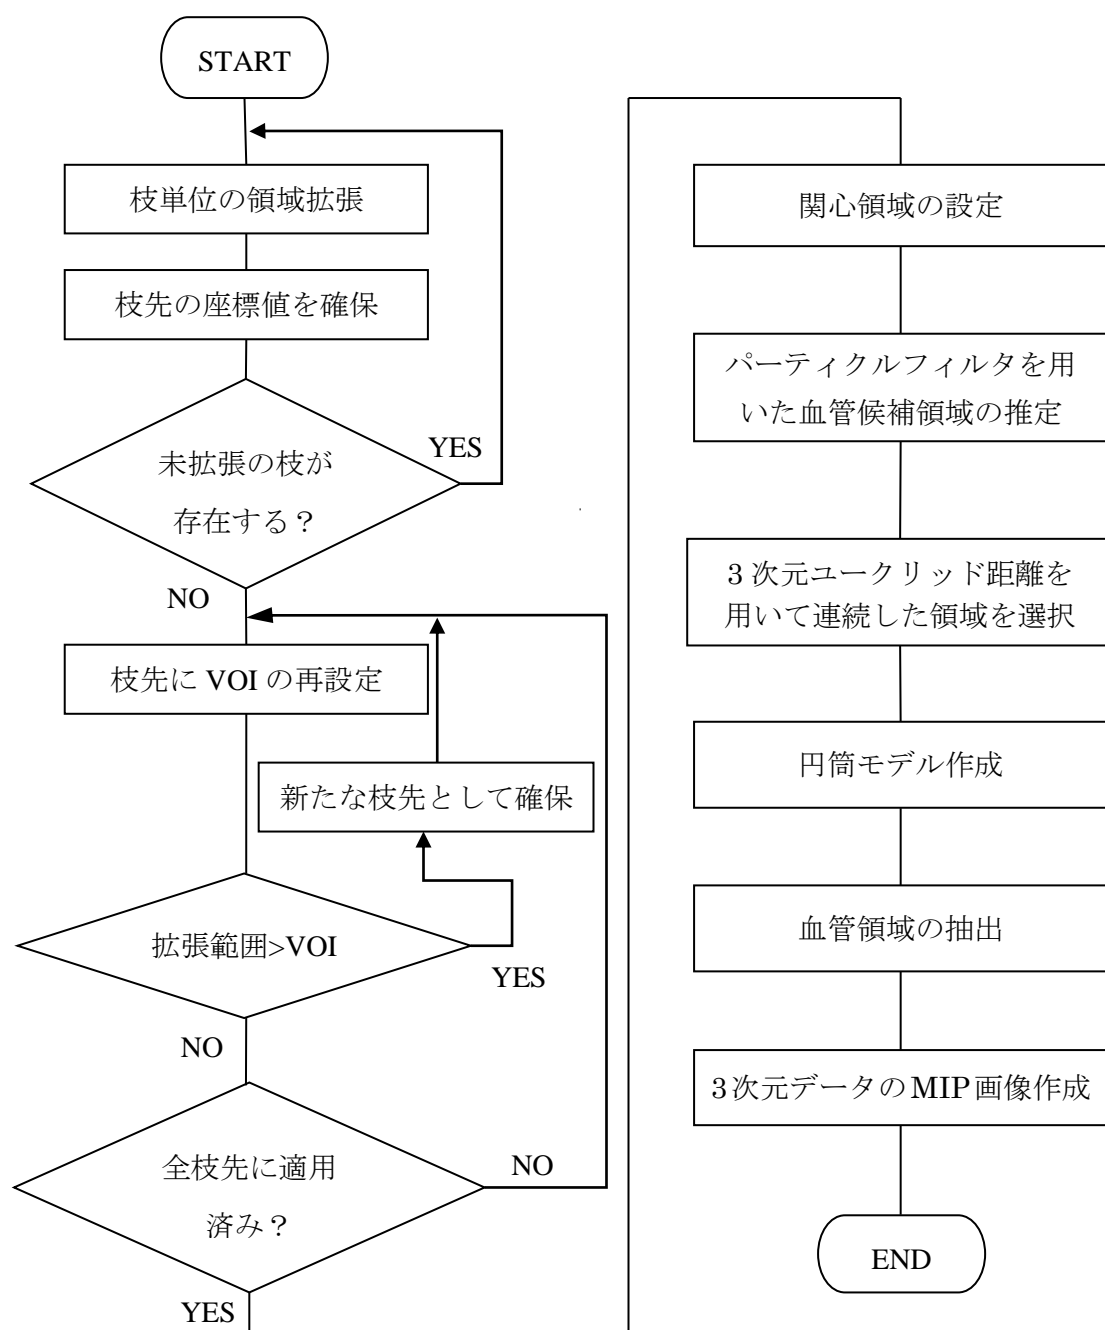 START
枝単位の領域拡張
枝先の座標値を確保
未拡張の枝が
存在する？
YES
NO
枝先に VOI の再設定
新たな枝先として確保
拡張範囲>VOI
YES
NO
全枝先に適用
済み？
NO
YES
関心領域の設定
パーティクルフィルタを用
いた血管候補領域の推定
3 次元ユークリッド距離を
用いて連続した領域を選択
円筒モデル作成
血管領域の抽出
3次元データのMIP画像作成
END